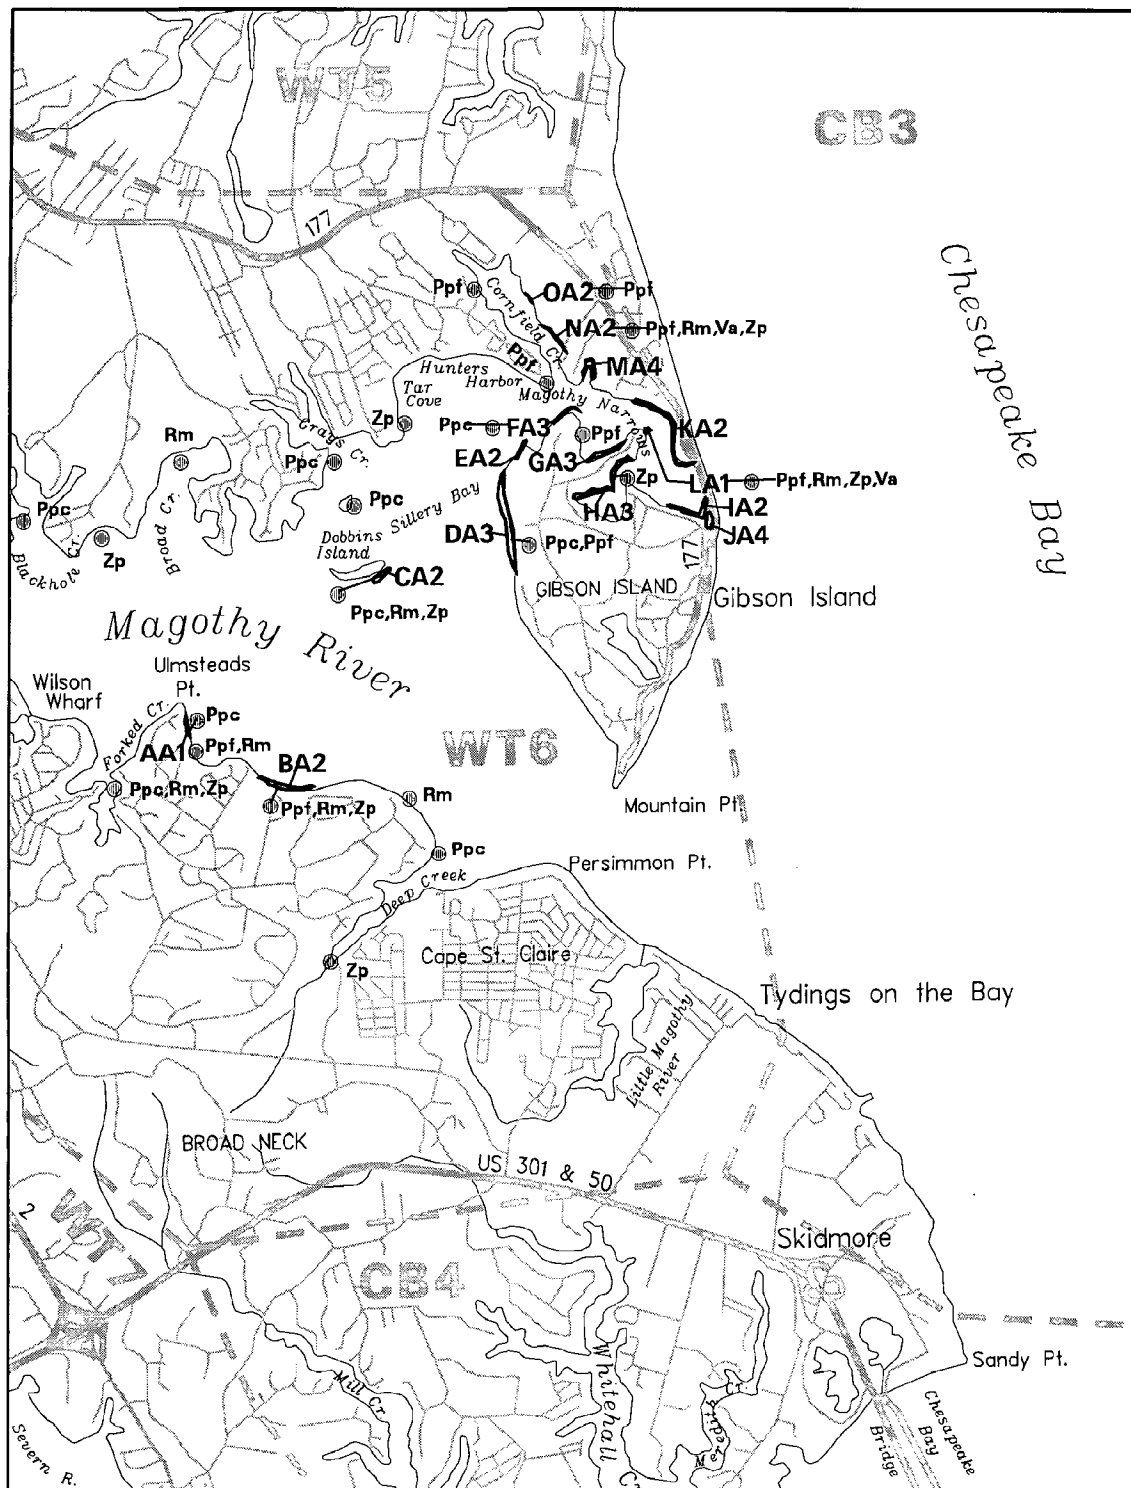 WT5
CB3
177
Chesapeake Bay
Ppf
Cornfield Cr.
OA2
Ppf
NA2
Ppf,Rm,Va,Zp
Ppf
MA4
Hunters
Harbor
Tar
Cove
Magothy Narrows
Zp
Ppc
FA3
Ppf
KA2
Grays Cr.
Rm
Ppc
EA2
GA3
Zp
LA1
Ppf,Rm,Zp,Va
Ppc
Ppc
HA3
IA2
JA4
Sillery Bay
Dobbins
Island
DA3
Ppc,Ppf
Broad Cr.
Zp
Blackhole Cr.
CA2
177
GIBSON ISLAND
Gibson Island
Ppc,Rm,Zp
Magothy River
Ulmsteads
Pt.
Wilson
Wharf
Forked Cr.
Ppc
AA1
Ppf,Rm
WT6
BA2
Ppc,Rm,Zp
Ppf,Rm,Zp
Rm
Mountain Pt.
Ppc
Persimmon Pt.
Deep Creek
Cape St. Claire
Zp
Tydings on the Bay
Little Magothy
River
BROAD NECK
US 301 & 50
2
WT7
Skidmore
CB4
Sandy Pt.
Whitehall Cr.
Mill Cr.
Meredith Cr.
Chesapeake
Bay
Bridge
Severn R.